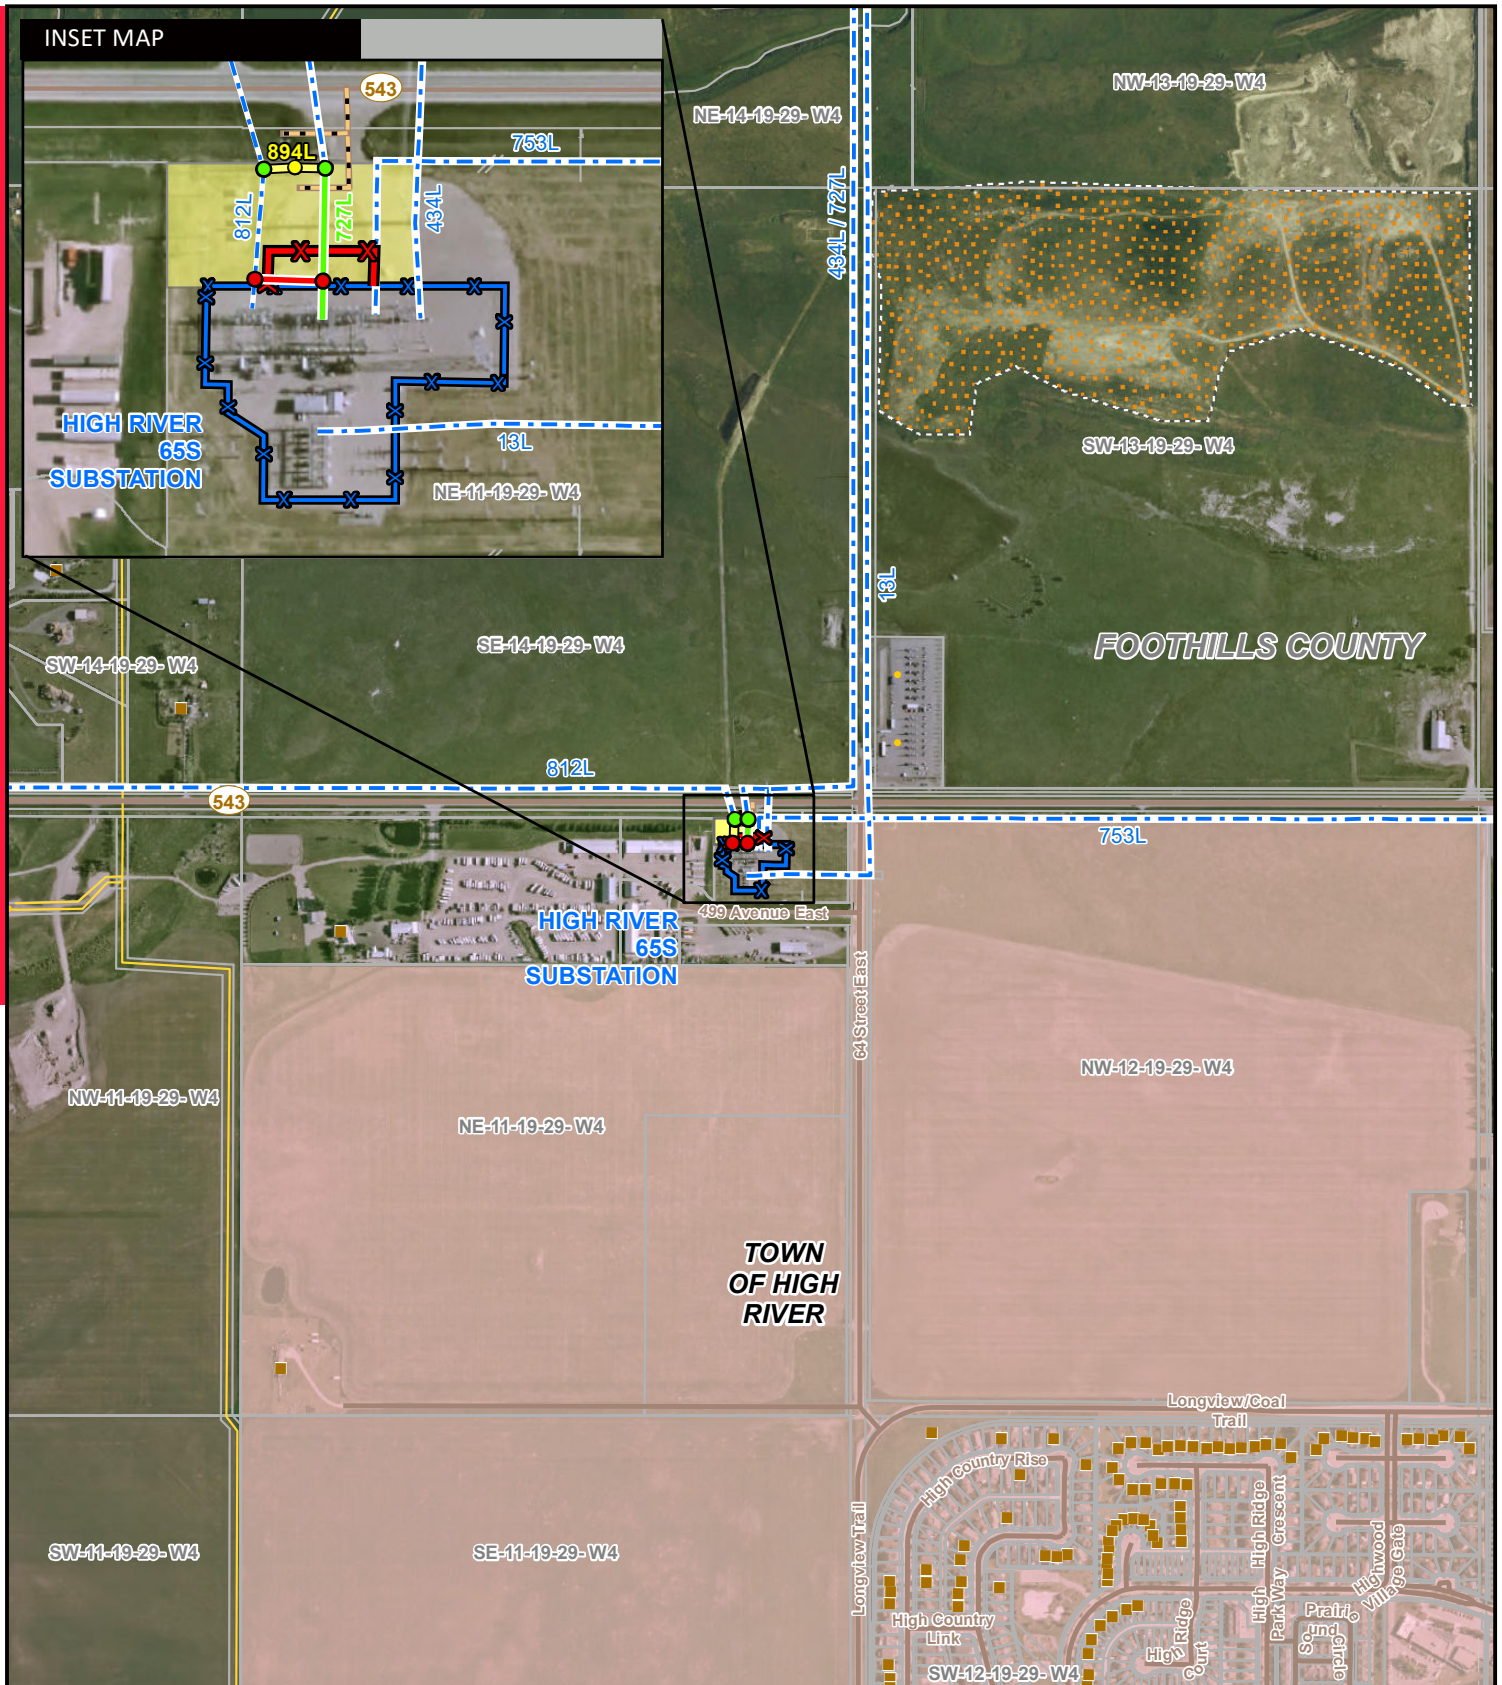 INSET MAP
543
894L
753L
812L
727L
434L
HIGH RIVER
65S
SUBSTATION
13L
NE-11-19-29- W4
NE-14-19-29- W4
NW-13-19-29- W4
434L / 727L
SW-13-19-29- W4
13L
FOOTHILLS COUNTY
SW-14-19-29- W4
SE-14-19-29- W4
812L
543
753L
499 Avenue East
HIGH RIVER
65S
SUBSTATION
64 Street East
NW-11-19-29- W4
NE-11-19-29- W4
NW-12-19-29- W4
TOWN
OF HIGH
RIVER
Longview/Coal
Trail
High Country Rise
Longview Trail
High Ridge
Crescent
Highwood
Village Gate
SW-11-19-29- W4
SE-11-19-29- W4
High Country
Link
High
Park Way
High Ridge
Court
Prairie
Sound
Circle
SW-12-19-29- W4